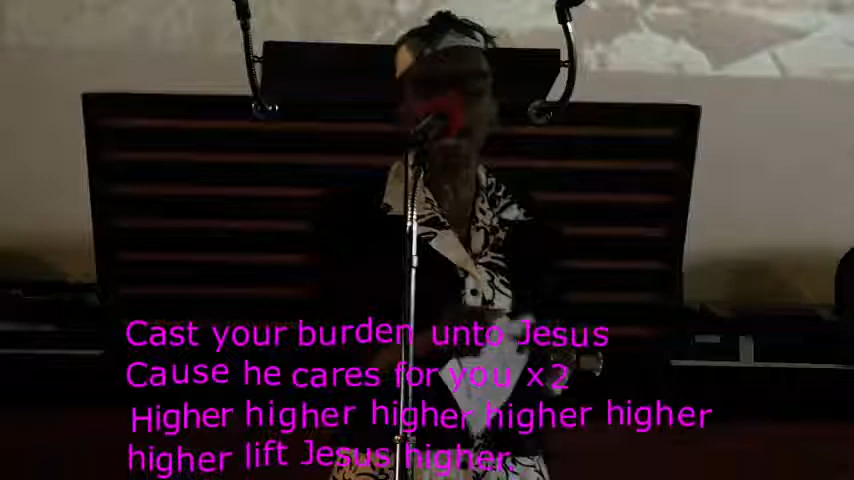 Cast your burden unto Jesus
Cause he cares for you x2
Higher higher higher higher higher
higher lift Jesus higher.